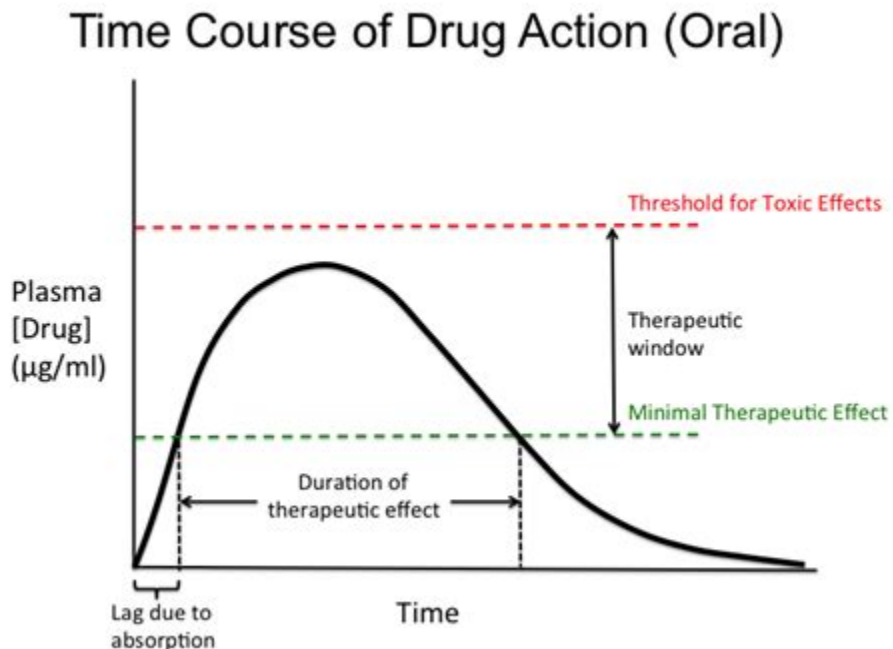 Time Course of Drug Action (Oral)
Threshold for Toxic Effects
Plasma
[Drug]
(μg/ml)
Therapeutic
window
Minimal Therapeutic Effect
Duration of
therapeutic effect
Lag due to
absorption
Time